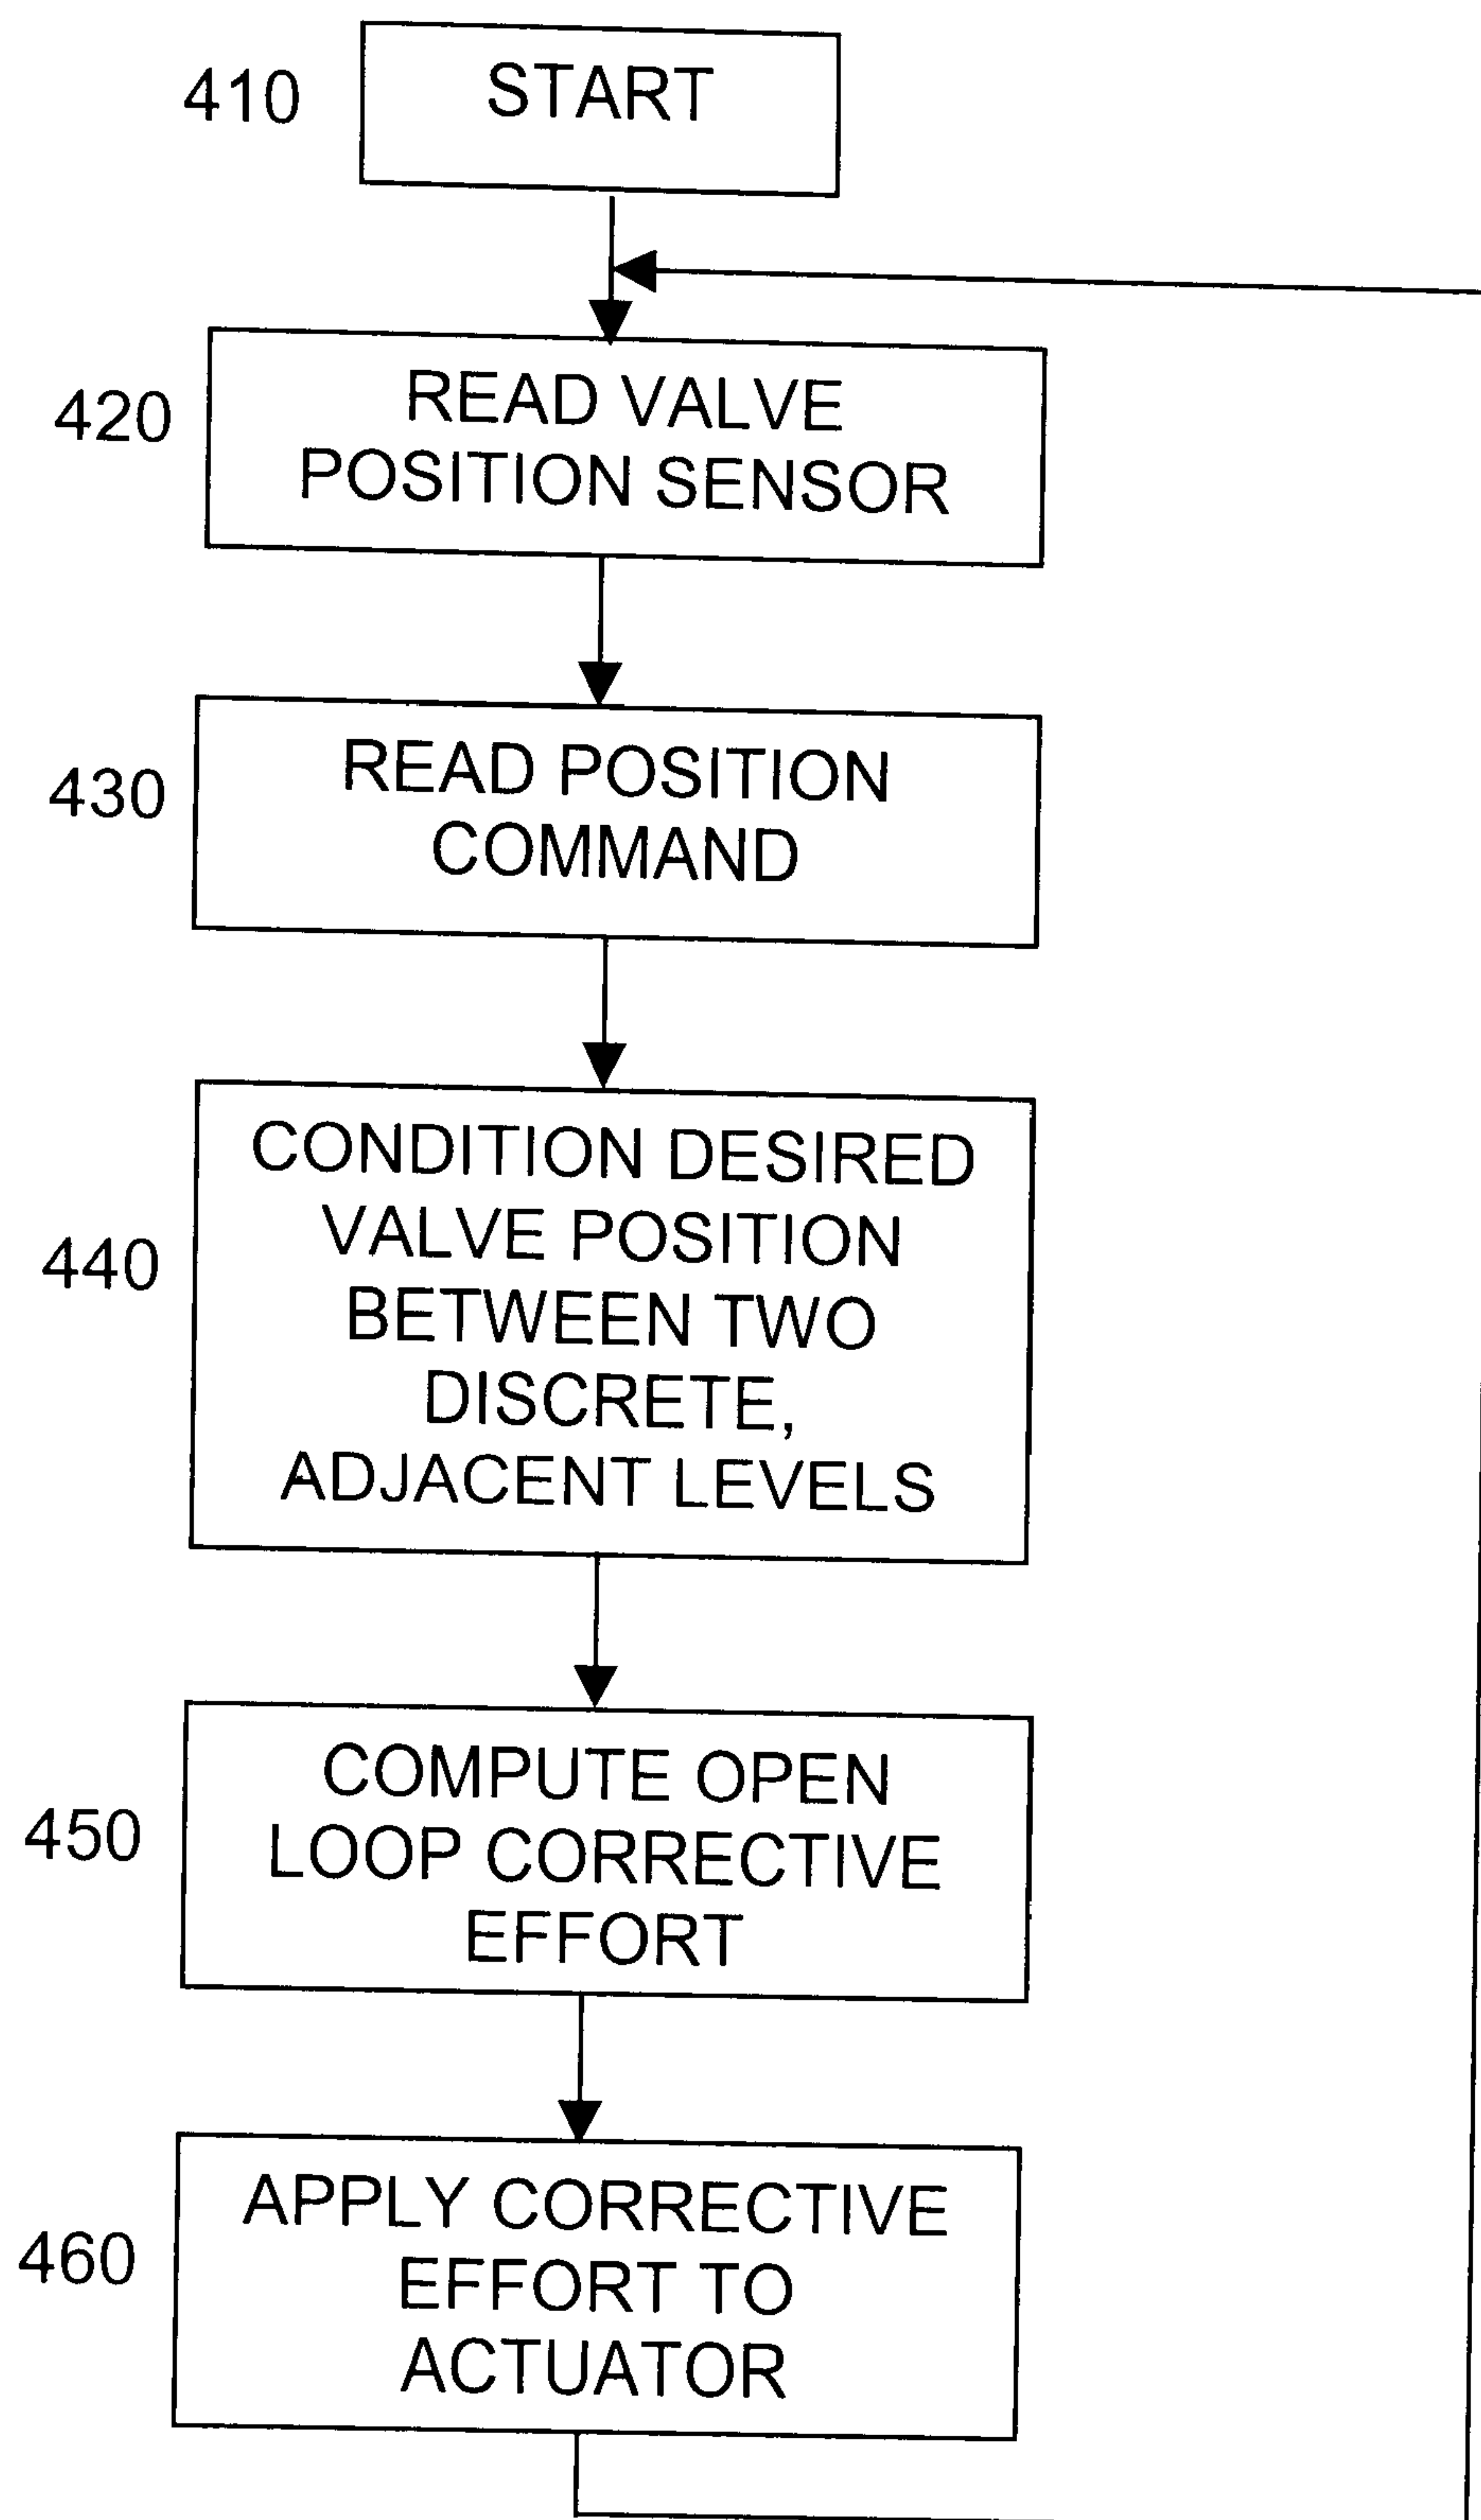 410
START
420
READ VALVE
POSITION SENSOR
430
READ POSITION
COMMAND
440
CONDITION DESIRED
VALVE POSITION
BETWEEN TWO
DISCRETE,
ADJACENT LEVELS
450
COMPUTE OPEN
LOOP CORRECTIVE
EFFORT
460
APPLY CORRECTIVE
EFFORT TO
ACTUATOR